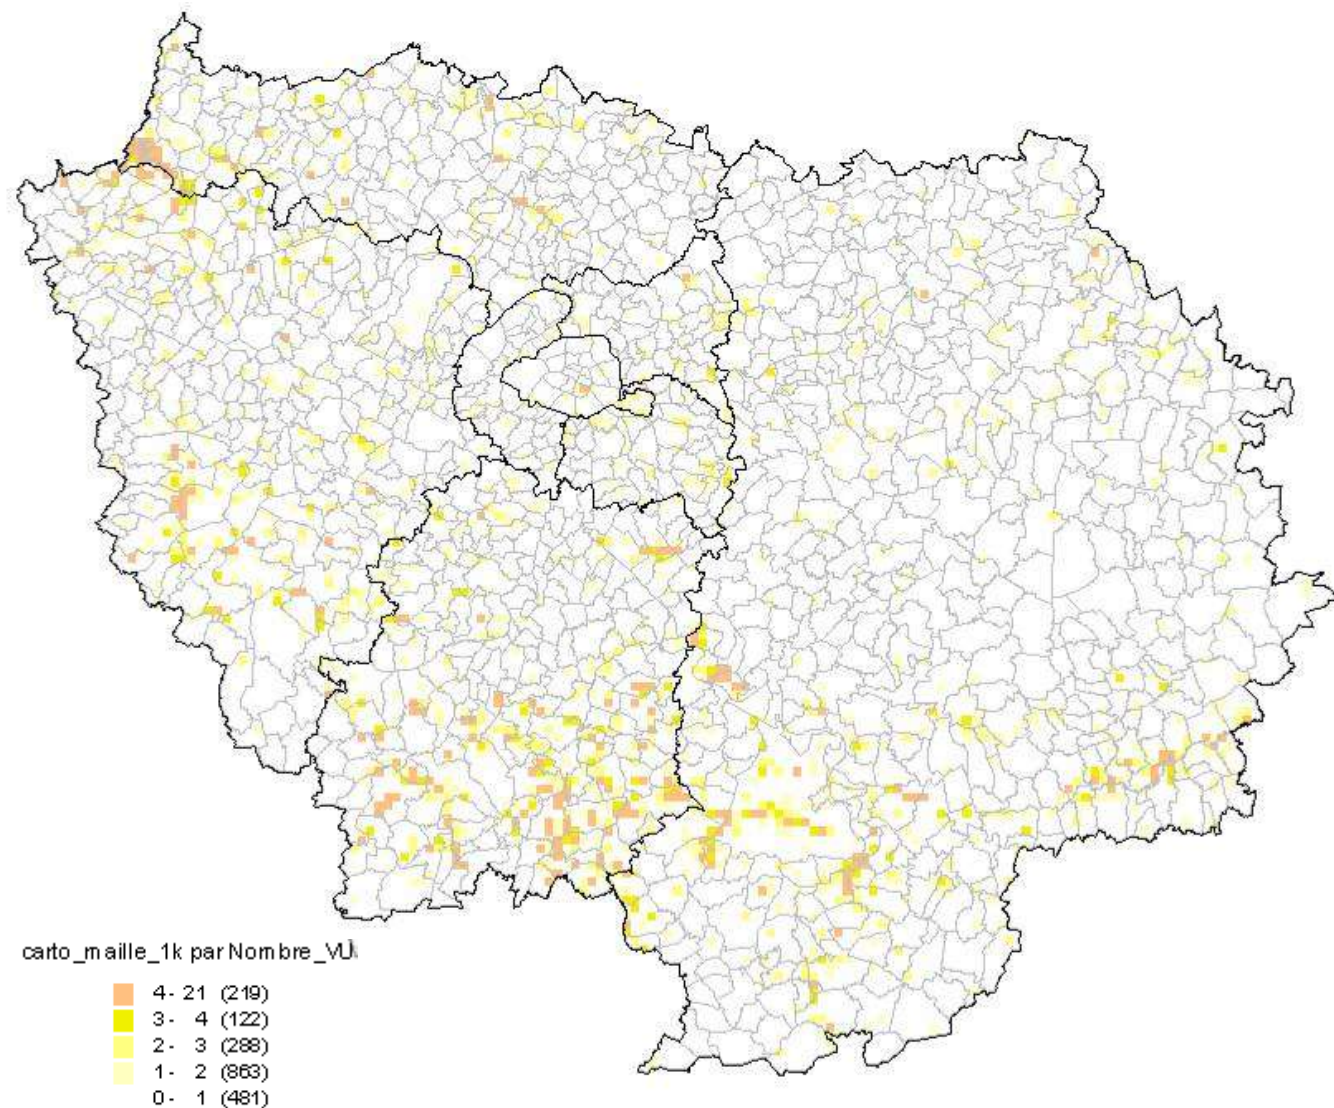 carto_maille_1k par Nombre_VU
4 - 21 (219)
3 - 4 (122)
2 - 3 (288)
1 - 2 (863)
0 - 1 (481)